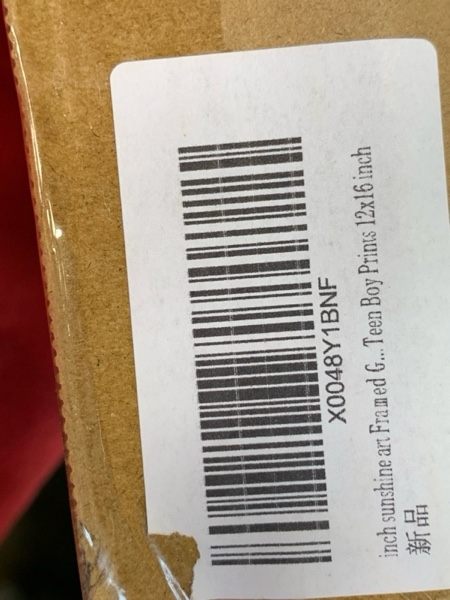 X0048Y1BNF
inch sunshine art Framed G... Teen Boy Prints 12x16 inch
新品